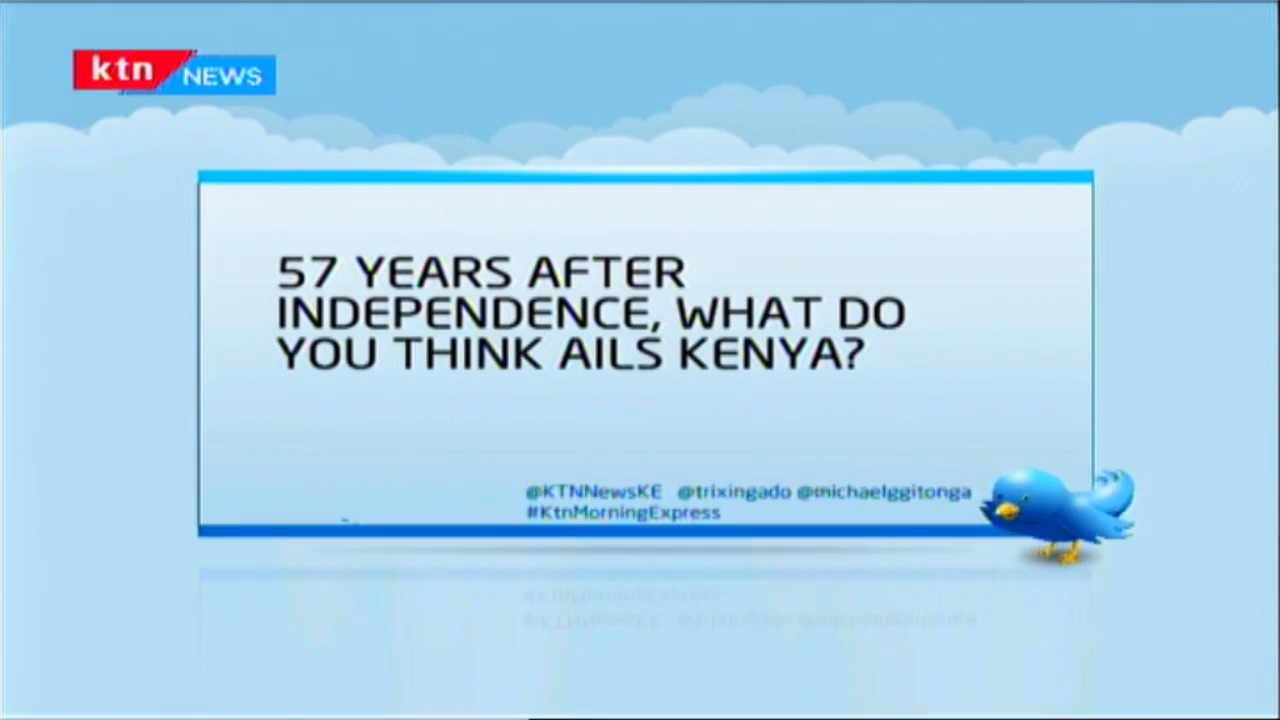 ktn NEWS
57 YEARS AFTER
INDEPENDENCE, WHAT DO
YOU THINK AILS KENYA?
@KTNNewsKE @trixingado @michaelggitonga
#KtnMorningExpress